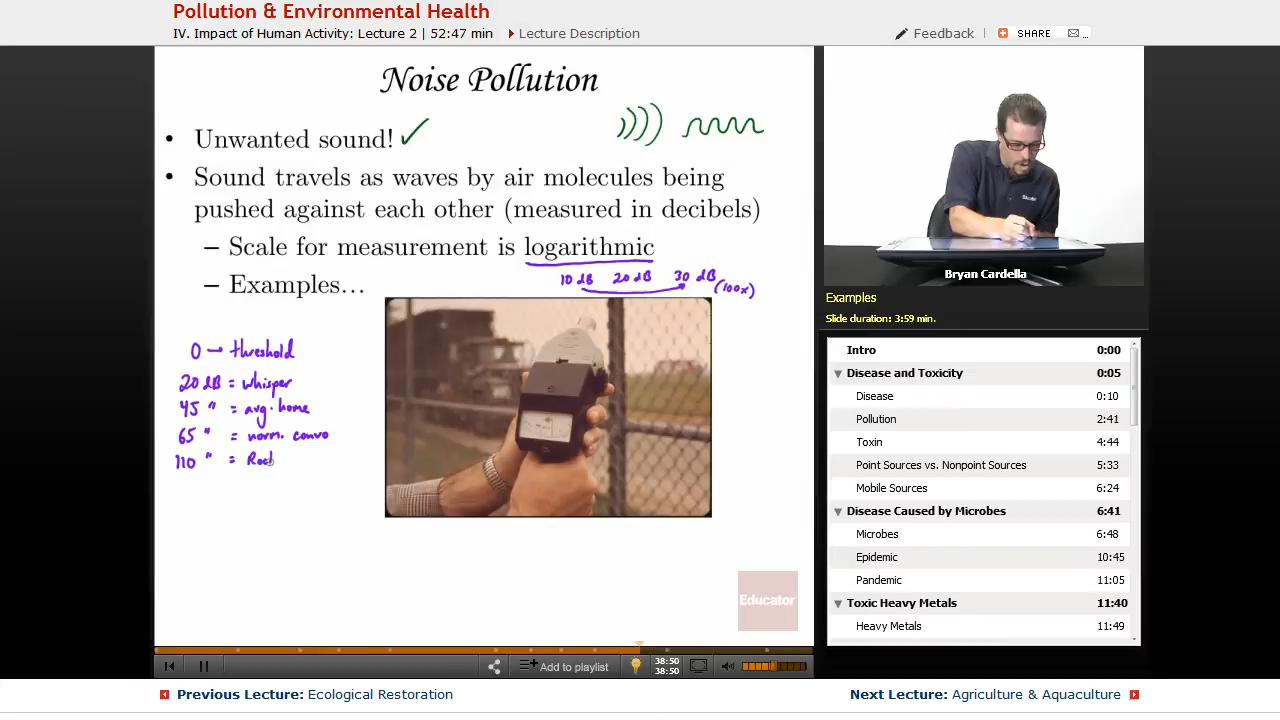 Pollution & Environmental Health
IV. Impact of Human Activity: Lecture 2 | 52:47 min
Lecture Description
Feedback
SHARE
Noise Pollution
• Unwanted sound! ✓
• Sound travels as waves by air molecules being
pushed against each other (measured in decibels)
– Scale for measurement is logarithmic
10 dB 20 dB 30 dB
(100x)
– Examples…
0 → threshold
20 dB = whisper
45 " = avg. home
65 " = norm. convo
110 " = Roc
Educator
38:50
38:50
Add to playlist
Bryan Cardella
Examples
Slide duration: 3:59 min.
Intro 0:00
Disease and Toxicity 0:05
Disease 0:10
Pollution 2:41
Toxin 4:44
Point Sources vs. Nonpoint Sources 5:33
Mobile Sources 6:24
Disease Caused by Microbes 6:41
Microbes 6:48
Epidemic 10:45
Pandemic 11:05
Toxic Heavy Metals 11:40
Heavy Metals 11:49
Previous Lecture: Ecological Restoration
Next Lecture: Agriculture & Aquaculture